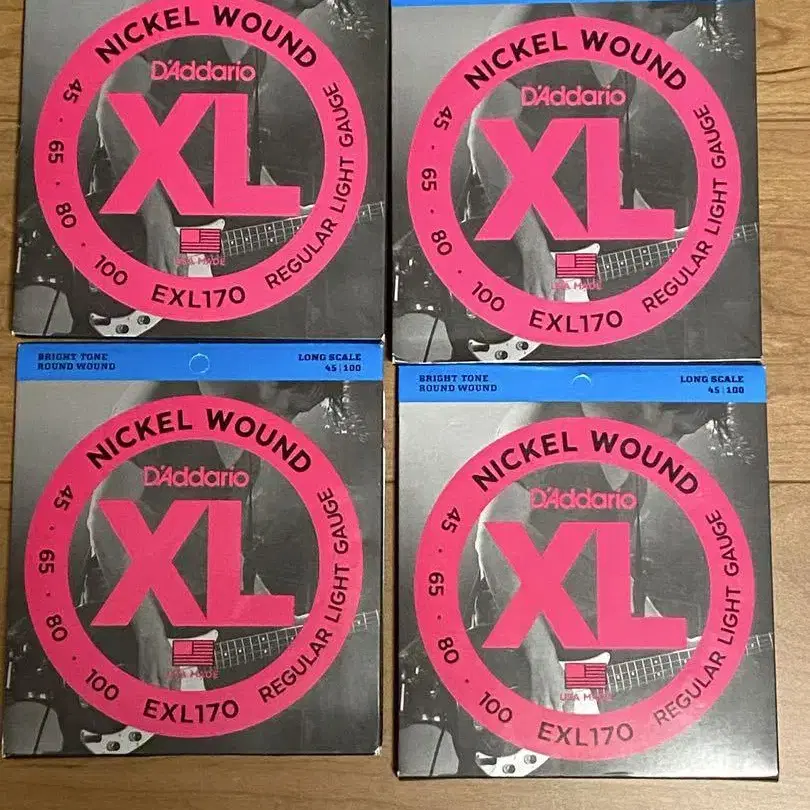 NICKEL WOUND
D'Addario
XL
USA MADE
45 · 65 · 80 · 100
EXL170
REGULAR LIGHT GAUGE
NICKEL WOUND
D'Addario
XL
USA MADE
45 · 65 · 80 · 100
EXL170
REGULAR LIGHT GAUGE
BRIGHT TONE
ROUND WOUND
LONG SCALE
45 | 100
NICKEL WOUND
D'Addario
XL
USA MADE
45 · 65 · 80 · 100
EXL170
REGULAR LIGHT GAUGE
BRIGHT TONE
ROUND WOUND
LONG SCALE
45 | 100
NICKEL WOUND
D'Addario
XL
USA MADE
45 · 65 · 80 · 100
EXL170
REGULAR LIGHT GAUGE